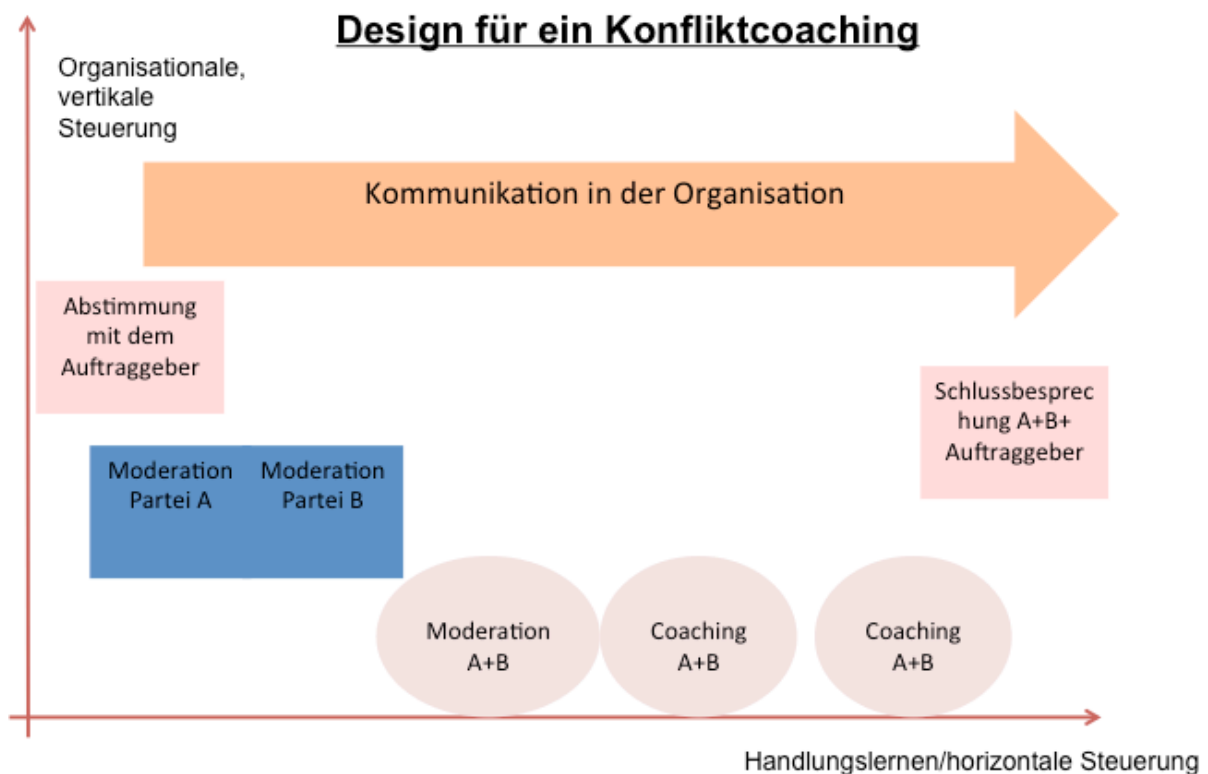 Design für ein Konfliktcoaching
Organisationale,
vertikale
Steuerung
Kommunikation in der Organisation
Abstimmung
mit dem
Auftraggeber
Schlussbesprec
hung A+B+
Auftraggeber
Moderation
Partei A
Moderation
Partei B
Moderation
A+B
Coaching
A+B
Coaching
A+B
Handlungslernen/horizontale Steuerung